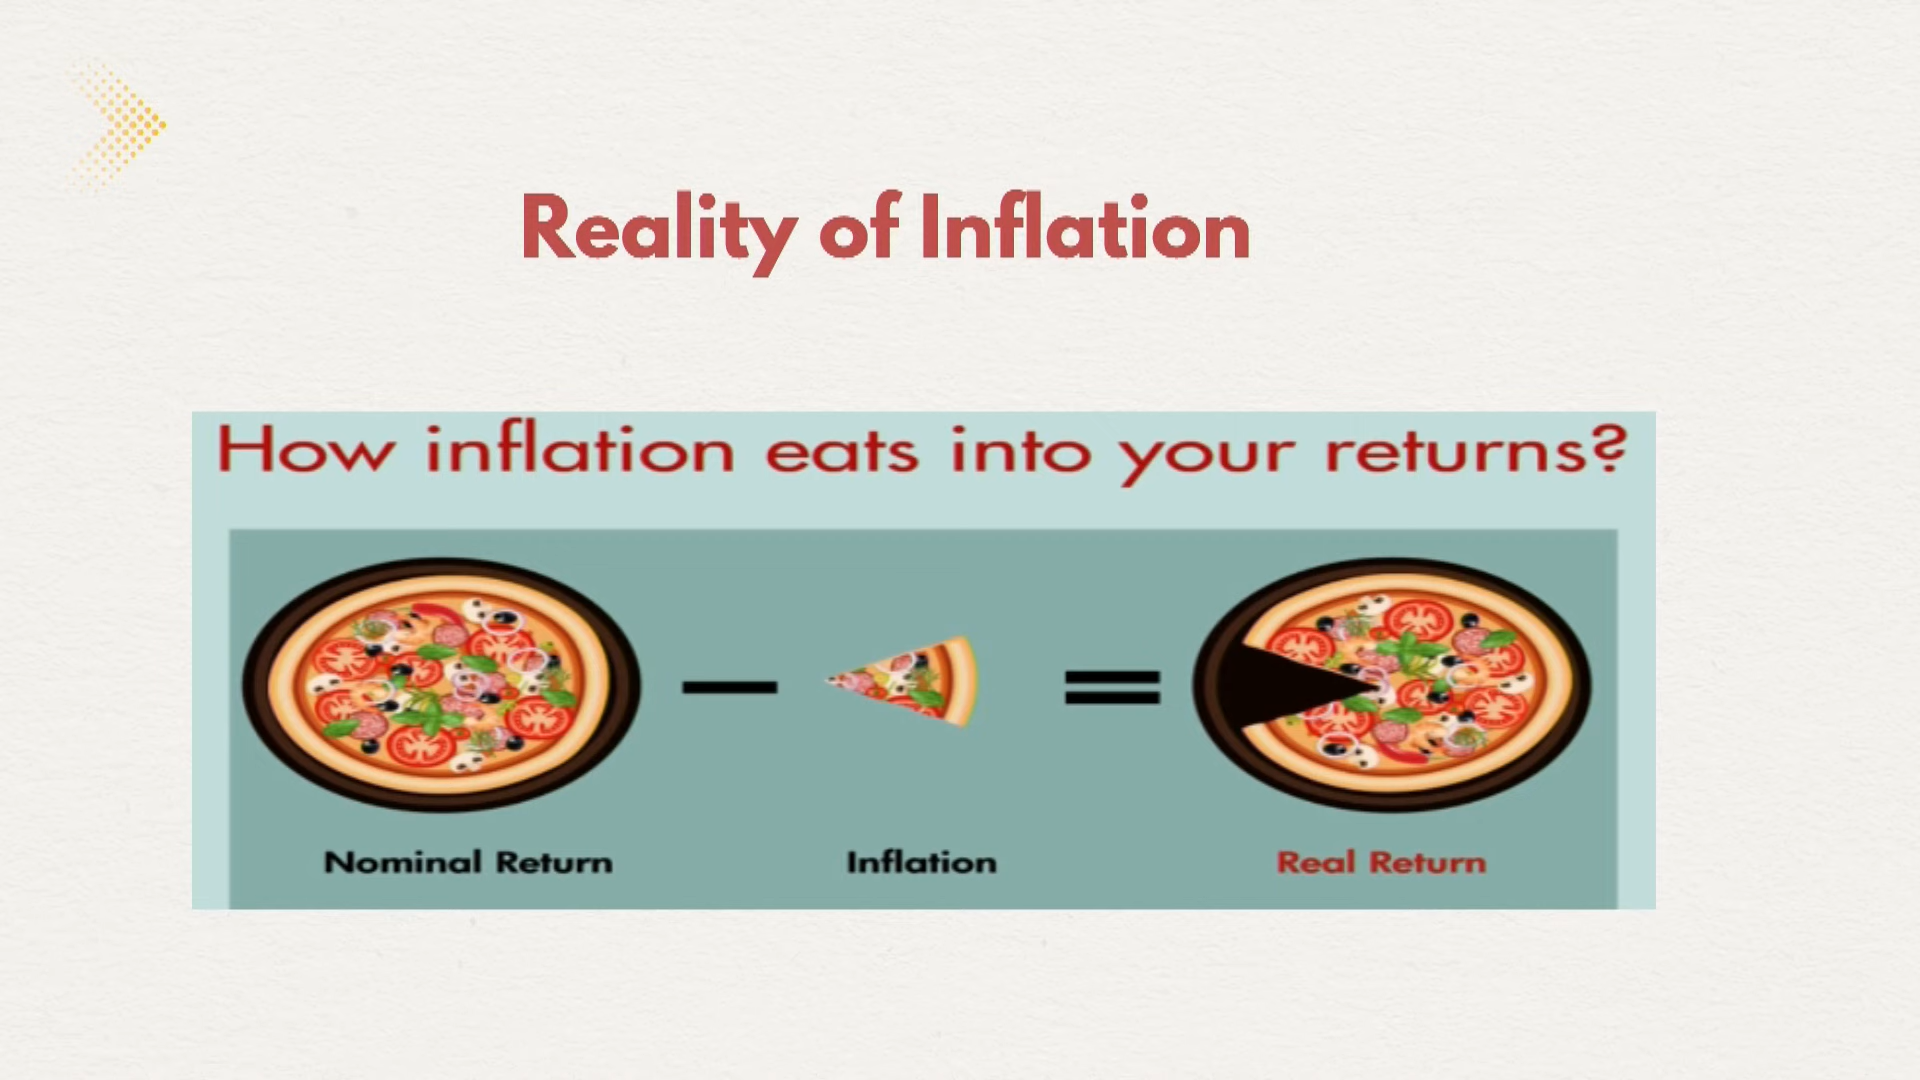 Reality of Inflation
How inflation eats into your returns?
Nominal Return
Inflation
Real Return